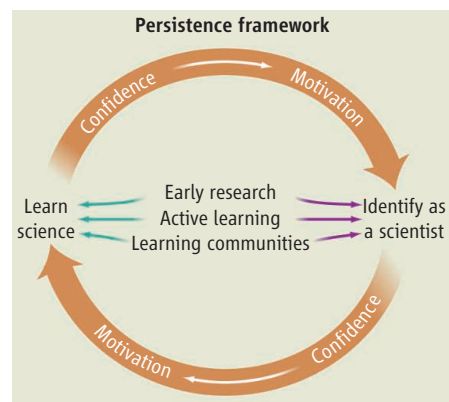 Persistence framework
Confidence
Motivation
Learn
science
Early research
Active learning
Learning communities
Identify as
a scientist
Motivation
Confidence